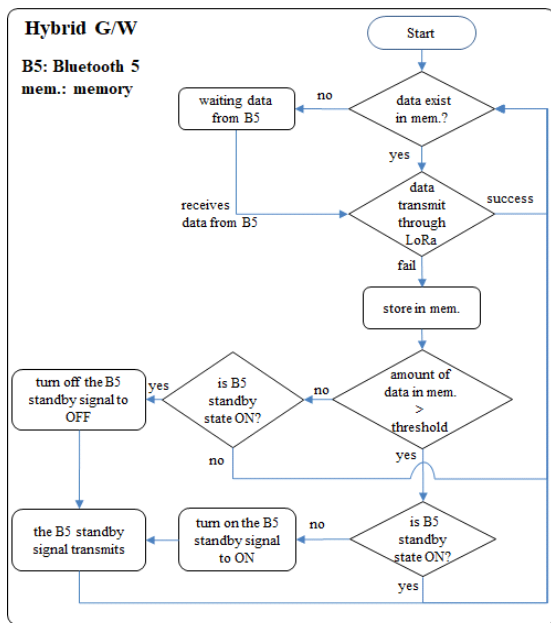 Hybrid G/W
Start
B5: Bluetooth 5
mem.: memory
no
waiting data
from B5
data exist
in mem.?
yes
receives
data from B5
data
transmit
through
LoRa
success
fail
store in mem.
amount of
data in mem.
>
threshold
no
is B5
standby
state ON?
yes
turn off the B5
standby signal to
OFF
no
yes
is B5
standby
state ON?
no
turn on the B5
standby signal
to ON
the B5 standby
signal transmits
yes